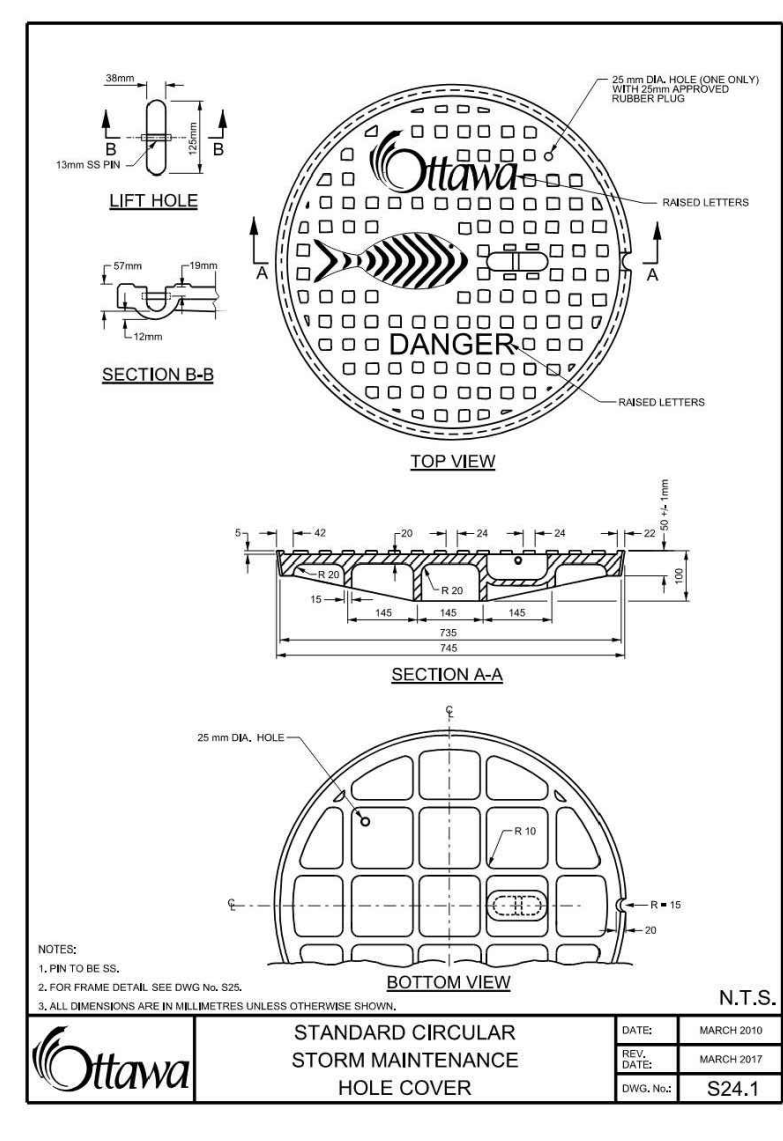 38mm
B
B
125mm
13mm SS PIN
LIFT HOLE
25 mm DIA. HOLE (ONE ONLY)
WITH 25mm APPROVED
RUBBER PLUG
Ottawa
RAISED LETTERS
A
A
57mm
19mm
12mm
SECTION B-B
DANGER
RAISED LETTERS
TOP VIEW
5
42
20
24
24
22
50 +/- 1mm
R 20
R 20
100
15
145
145
145
735
745
SECTION A-A
℄
25 mm DIA. HOLE
R 10
℄
R = 15
20
BOTTOM VIEW
NOTES:
1. PIN TO BE SS.
2. FOR FRAME DETAIL SEE DWG No. S25.
3. ALL DIMENSIONS ARE IN MILLIMETRES UNLESS OTHERWISE SHOWN.
N.T.S.
Ottawa
STANDARD CIRCULAR
STORM MAINTENANCE
HOLE COVER
DATE: MARCH 2010
REV.
DATE: MARCH 2017
DWG. No.: S24.1